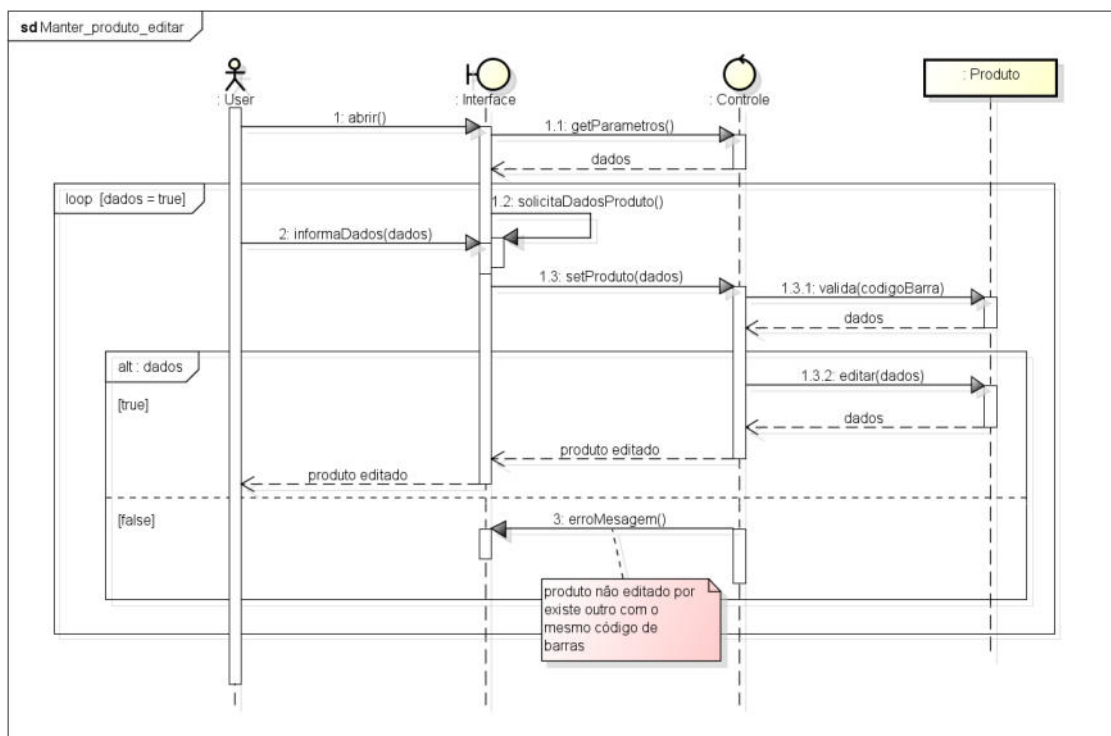 sd Manter_produto_editar
: User
: Interface
: Controle
: Produto
1: abrir()
1.1: getParametros()
dados
loop [dados = true]
1.2: solicitaDadosProduto()
2: informaDados(dados)
1.3: setProduto(dados)
1.3.1: valida(codigoBarra)
dados
alt : dados
1.3.2: editar(dados)
[true]
dados
produto editado
produto editado
[false]
3: erroMesagem()
produto não editado por
existe outro com o
mesmo código de
barras